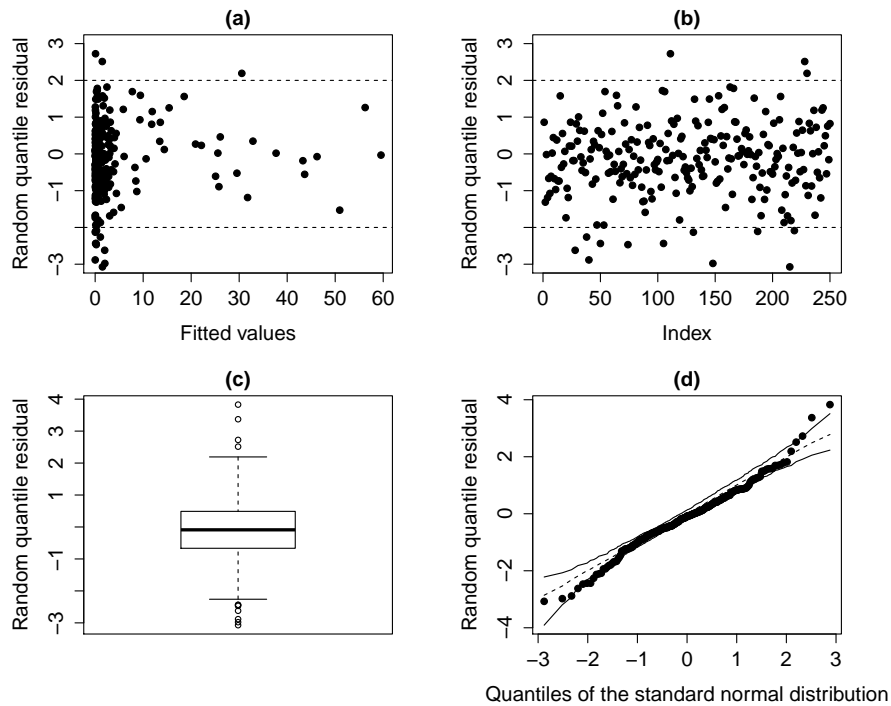 (a)
Random quantile residual
3
2
1
0
−1
−3
0 10 20 30 40 50 60
Fitted values
(b)
Random quantile residual
3
2
1
0
−1
−3
0 50 100 150 200 250
Index
(c)
Random quantile residual
4
3
1
−1
−3
(d)
Random quantile residual
4
2
0
−2
−4
−3 −2 −1 0 1 2 3
Quantiles of the standard normal distribution